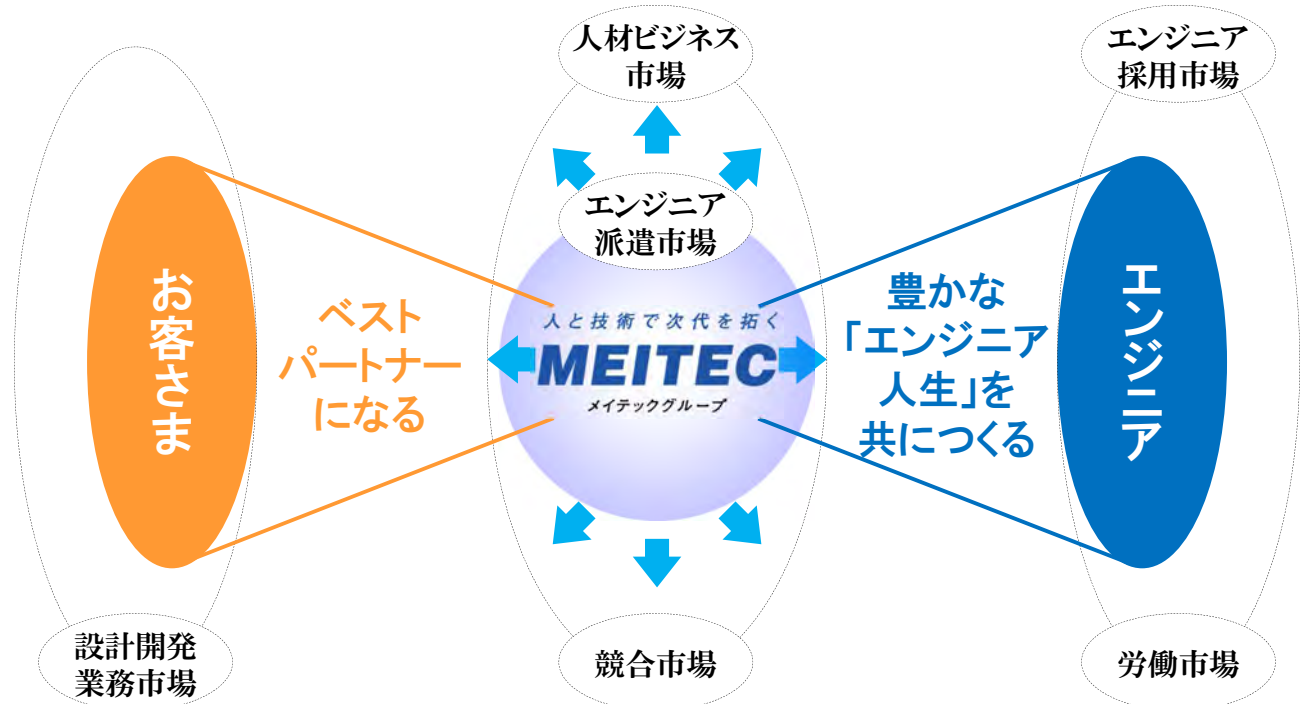 人材ビジネス
市場
エンジニア
採用市場
エンジニア
派遣市場
お客さま
ベスト
パートナー
になる
人と技術で次代を拓く
MEITEC
メイテックグループ
豊かな
「エンジニア
人生」を
共につくる
エンジニア
設計開発
業務市場
競合市場
労働市場